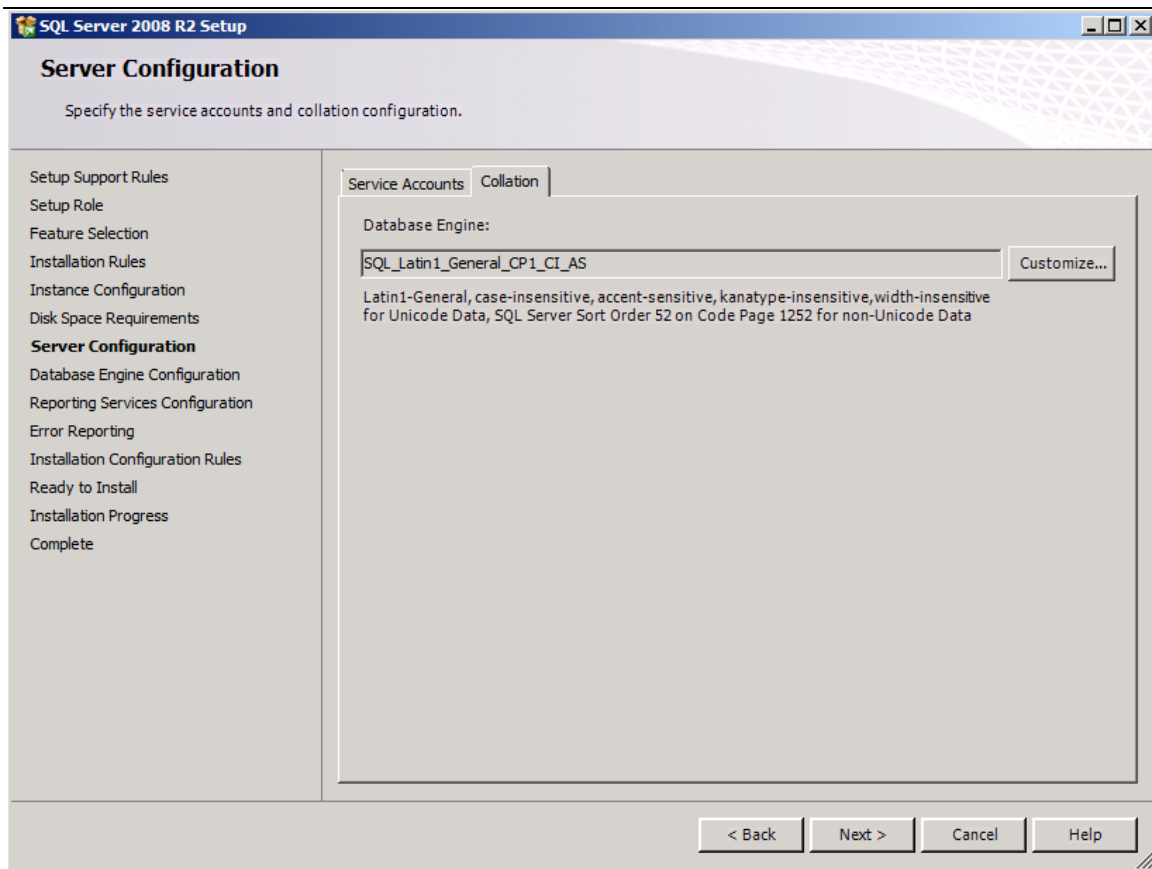 SQL Server 2008 R2 Setup
Server Configuration
Specify the service accounts and collation configuration.
Setup Support Rules
Setup Role
Feature Selection
Installation Rules
Instance Configuration
Disk Space Requirements
Server Configuration
Database Engine Configuration
Reporting Services Configuration
Error Reporting
Installation Configuration Rules
Ready to Install
Installation Progress
Complete
Service Accounts
Collation
Database Engine:
SQL_Latin1_General_CP1_CI_AS
Customize...
Latin1-General, case-insensitive, accent-sensitive, kanatype-insensitive, width-insensitive
for Unicode Data, SQL Server Sort Order 52 on Code Page 1252 for non-Unicode Data
< Back
Next >
Cancel
Help